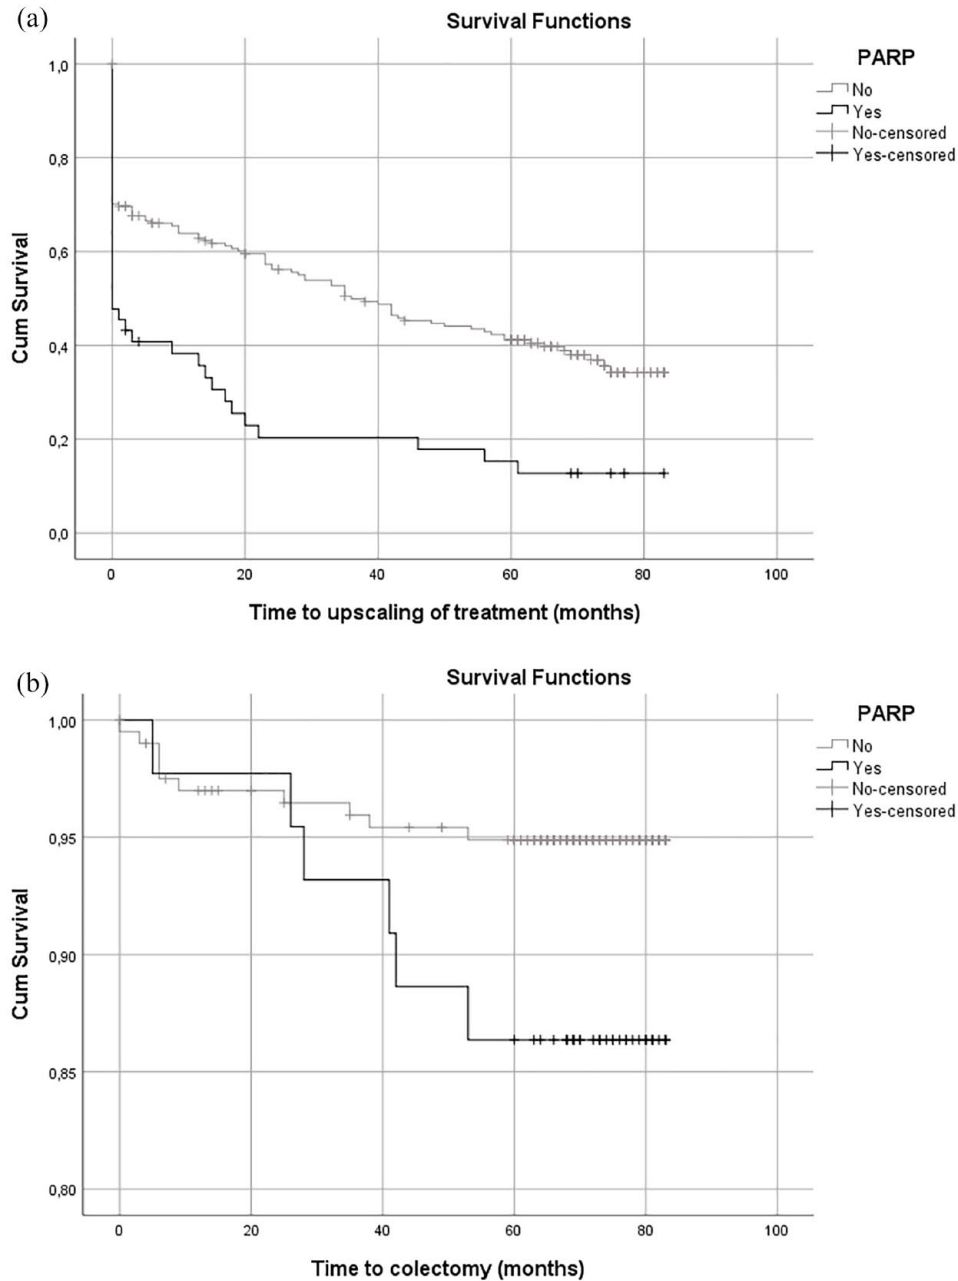 (a)
Survival Functions
PARP
No
Yes
No-censored
Yes-censored
1,0
0,8
0,6
0,4
0,2
0,0
Cum Survival
0 20 40 60 80 100
Time to upscaling of treatment (months)
(b)
Survival Functions
PARP
No
Yes
No-censored
Yes-censored
1,00
0,95
0,90
0,85
0,80
Cum Survival
0 20 40 60 80 100
Time to colectomy (months)